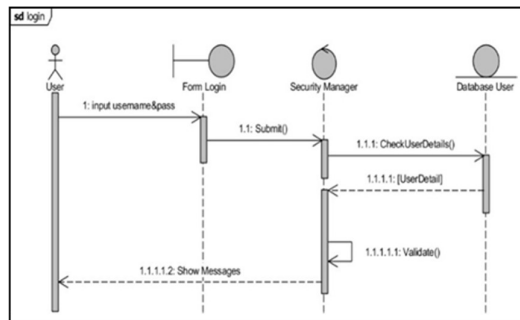 sd login
User
Form Login
Security Manager
Database User
1: input username&pass
1.1: Submit()
1.1.1: CheckUserDetails()
1.1.1.1: [UserDetail]
1.1.1.1.1: Validate()
1.1.1.1.2: Show Messages